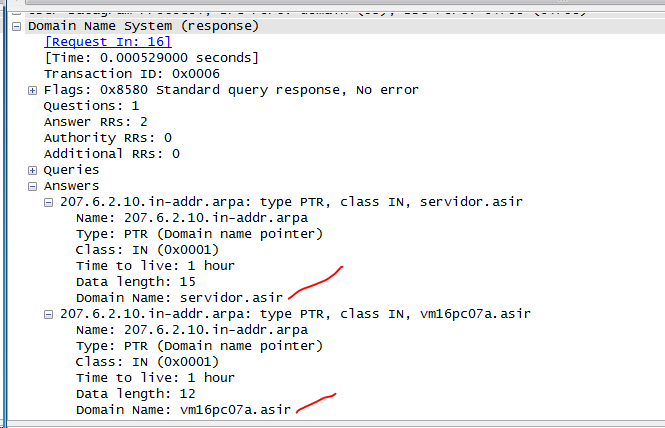 Domain Name System (response)
[Request In: 16]
[Time: 0.000529000 seconds]
Transaction ID: 0x0006
Flags: 0x8580 Standard query response, No error
Questions: 1
Answer RRs: 2
Authority RRs: 0
Additional RRs: 0
Queries
Answers
207.6.2.10.in-addr.arpa: type PTR, class IN, servidor.asir
Name: 207.6.2.10.in-addr.arpa
Type: PTR (Domain name pointer)
Class: IN (0x0001)
Time to live: 1 hour
Data length: 15
Domain Name: servidor.asir
207.6.2.10.in-addr.arpa: type PTR, class IN, vm16pc07a.asir
Name: 207.6.2.10.in-addr.arpa
Type: PTR (Domain name pointer)
Class: IN (0x0001)
Time to live: 1 hour
Data length: 12
Domain Name: vm16pc07a.asir